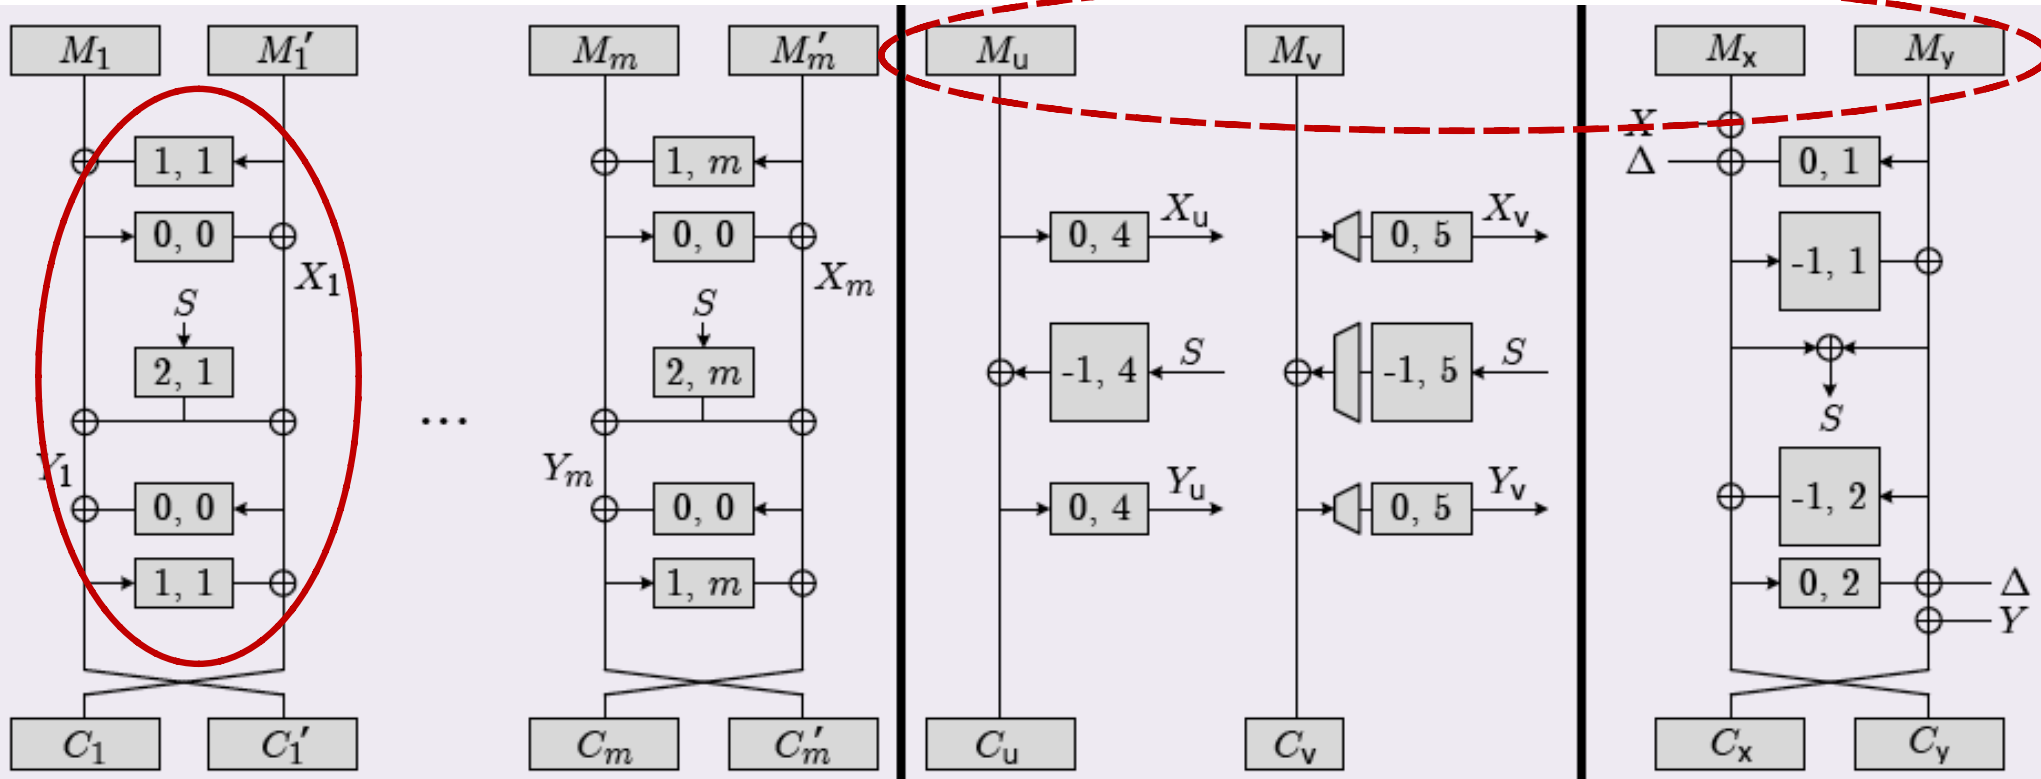 M₁ M₁′ Mₘ Mₘ′ Mᵤ Mᵥ Mₓ M_y
X
1, 1 1, m Δ 0, 1
0, 0 0, 0 0, 4 Xᵤ 0, 5 Xᵥ
X₁ Xₘ -1, 1
S S
2, 1 2, m -1, 4 S -1, 5 S
S
...
Y₁ Yₘ
0, 0 0, 0 0, 4 Yᵤ 0, 5 Yᵥ -1, 2
1, 1 1, m 0, 2 Δ
Y
C₁ C₁′ Cₘ Cₘ′ Cᵤ Cᵥ Cₓ C_y